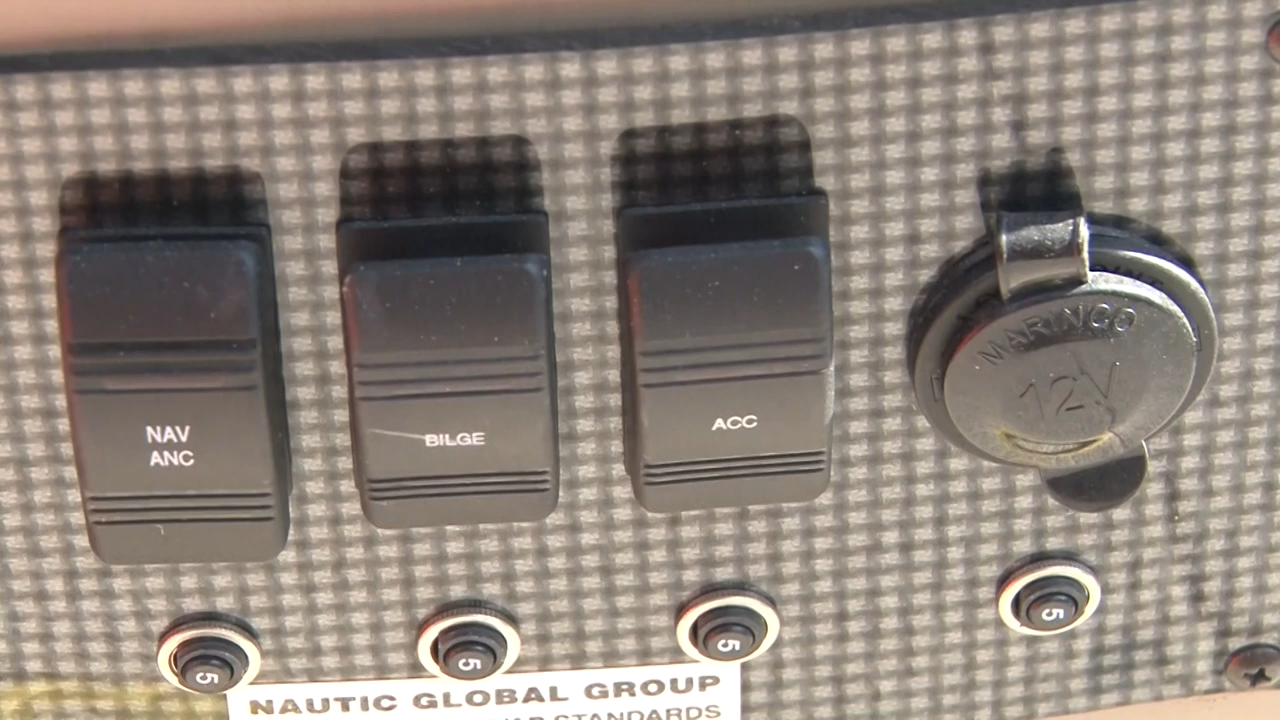 NAV
ANC
BILGE
ACC
MARINCO
12V
5
5
5
5
NAUTIC GLOBAL GROUP
STANDARDS